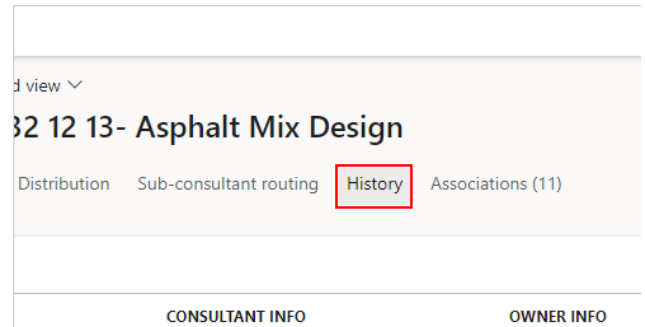 d view
32 12 13- Asphalt Mix Design
Distribution Sub-consultant routing History Associations (11)
CONSULTANT INFO OWNER INFO